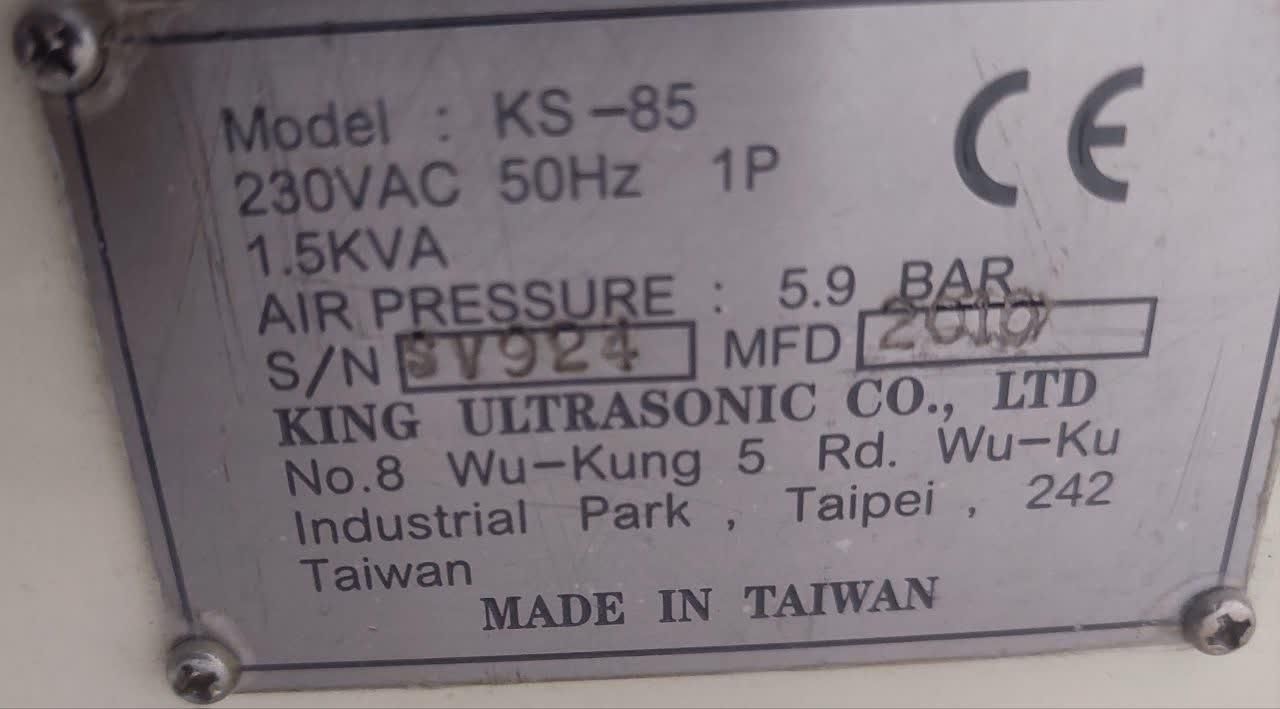 Model : KS-85
CE
230VAC 50Hz 1P
1.5KVA
AIR PRESSURE : 5.9 BAR
S/N SV924 MFD
KING ULTRASONIC CO., LTD
No.8 Wu-Kung 5 Rd. Wu-Ku
Industrial Park , Taipei , 242
Taiwan
MADE IN TAIWAN